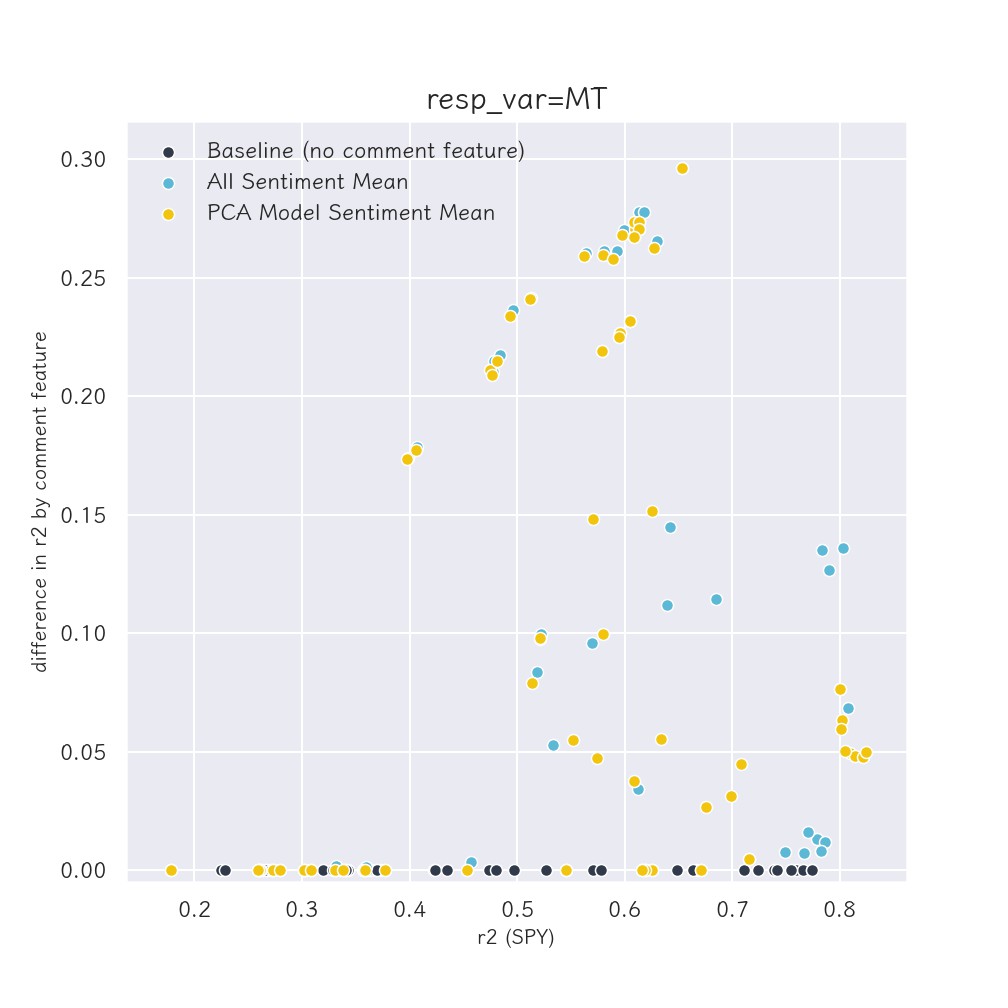 resp_var=MT
Baseline (no comment feature)
All Sentiment Mean
PCA Model Sentiment Mean
0.30
0.25
0.20
0.15
0.10
0.05
0.00
difference in r2 by comment feature
0.2 0.3 0.4 0.5 0.6 0.7 0.8
r2 (SPY)